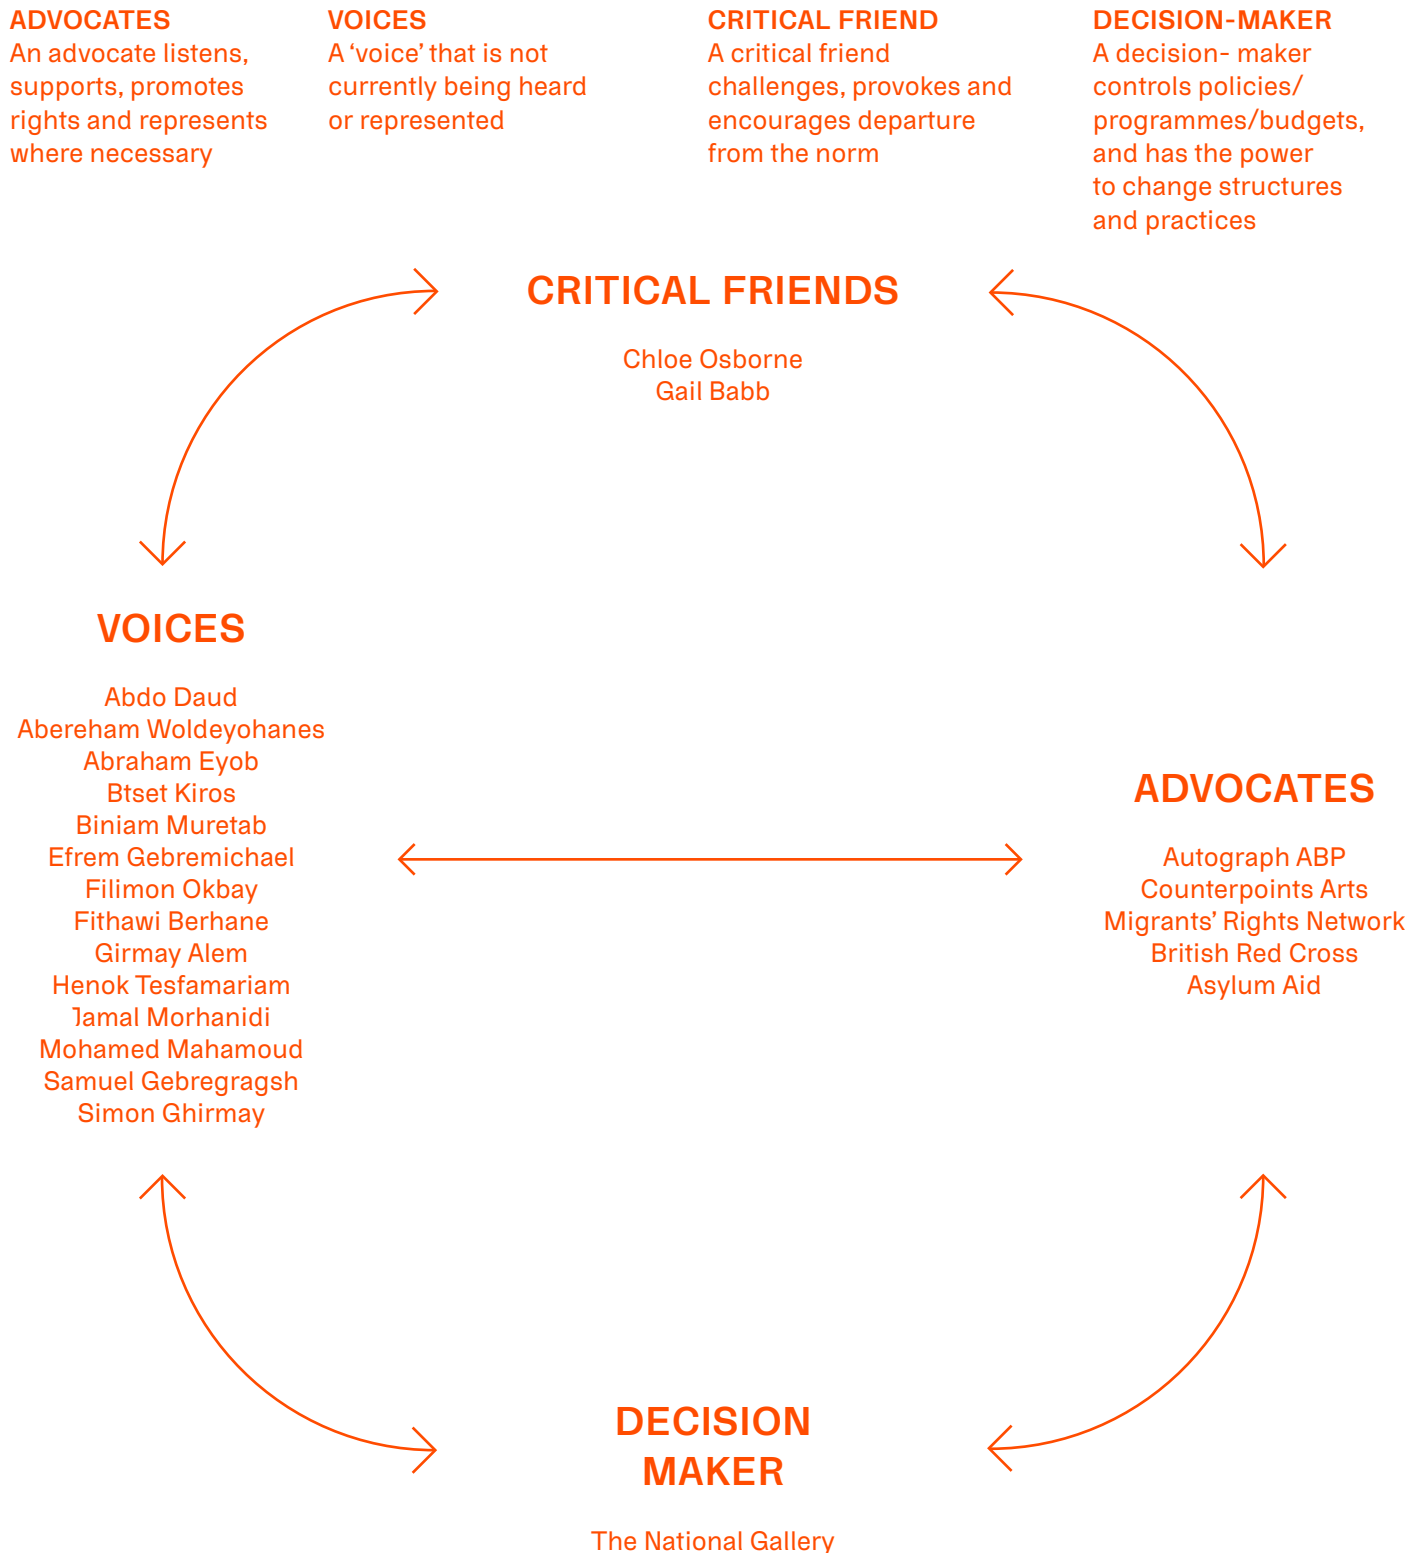 ADVOCATES
An advocate listens,
supports, promotes
rights and represents
where necessary
VOICES
A ‘voice’ that is not
currently being heard
or represented
CRITICAL FRIEND
A critical friend
challenges, provokes and
encourages departure
from the norm
DECISION-MAKER
A decision- maker
controls policies/
programmes/budgets,
and has the power
to change structures
and practices
CRITICAL FRIENDS
Chloe Osborne
Gail Babb
VOICES
Abdo Daud
Abereham Woldeyohanes
Abraham Eyob
Btset Kiros
Biniam Muretab
Efrem Gebremichael
Filimon Okbay
Fithawi Berhane
Girmay Alem
Henok Tesfamariam
Jamal Morhanidi
Mohamed Mahamoud
Samuel Gebregragsh
Simon Ghirmay
ADVOCATES
Autograph ABP
Counterpoints Arts
Migrants’ Rights Network
British Red Cross
Asylum Aid
DECISION
MAKER
The National Gallery